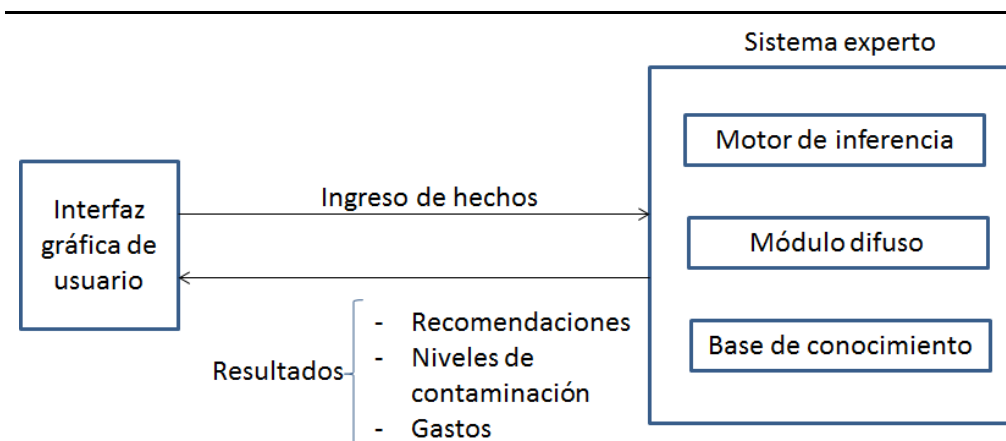 Sistema experto
Motor de inferencia
Interfaz
gráfica de
usuario
Ingreso de hechos
Módulo difuso
Base de conocimiento
Resultados
- Recomendaciones
- Niveles de
contaminación
- Gastos